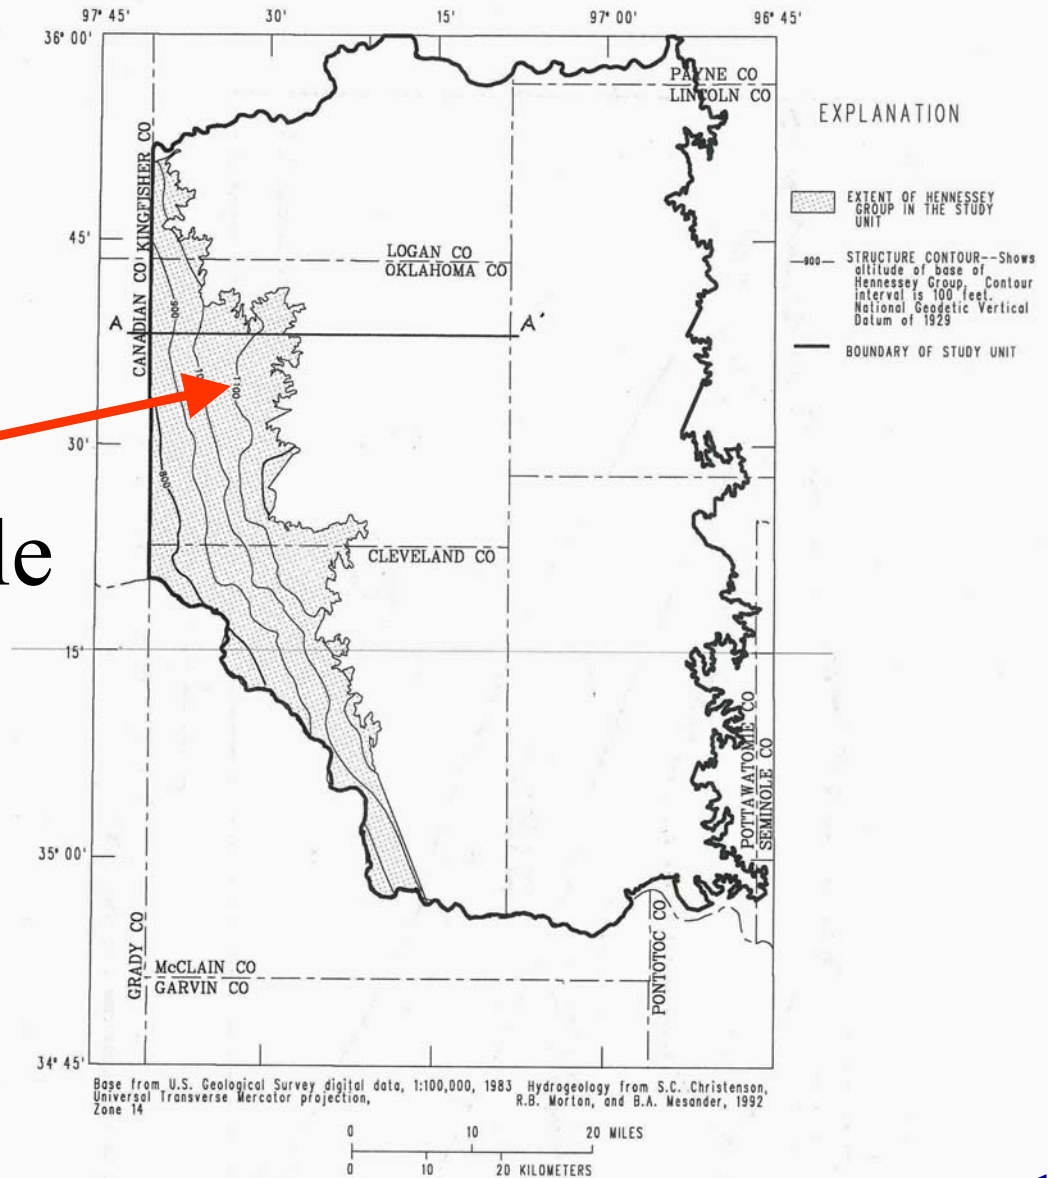 97° 45' 30' 15' 97° 00' 96° 45'
36° 00'
PAYNE CO
LINCOLN CO
EXPLANATION
KINGFISHER CO
CANADIAN CO
EXTENT OF HENNESSEY
GROUP IN THE STUDY
UNIT
45'
LOGAN CO
OKLAHOMA CO
900
STRUCTURE CONTOUR--Shows
altitude of base of
Hennessey Group. Contour
interval is 100 feet.
National Geodetic Vertical
Datum of 1929
900
A A'
BOUNDARY OF STUDY UNIT
1100
30'
800
le
CLEVELAND CO
15'
POTTAWATOMIE CO
SEMINOLE CO
35° 00'
GRADY CO
McCLAIN CO
GARVIN CO
PONTOTOC CO
34° 45'
Base from U.S. Geological Survey digital data, 1:100,000, 1983
Universal Transverse Mercator projection,
Zone 14
Hydrogeology from S.C. Christenson,
R.B. Morton, and B.A. Mesander, 1992
0 10 20 MILES
0 10 20 KILOMETERS